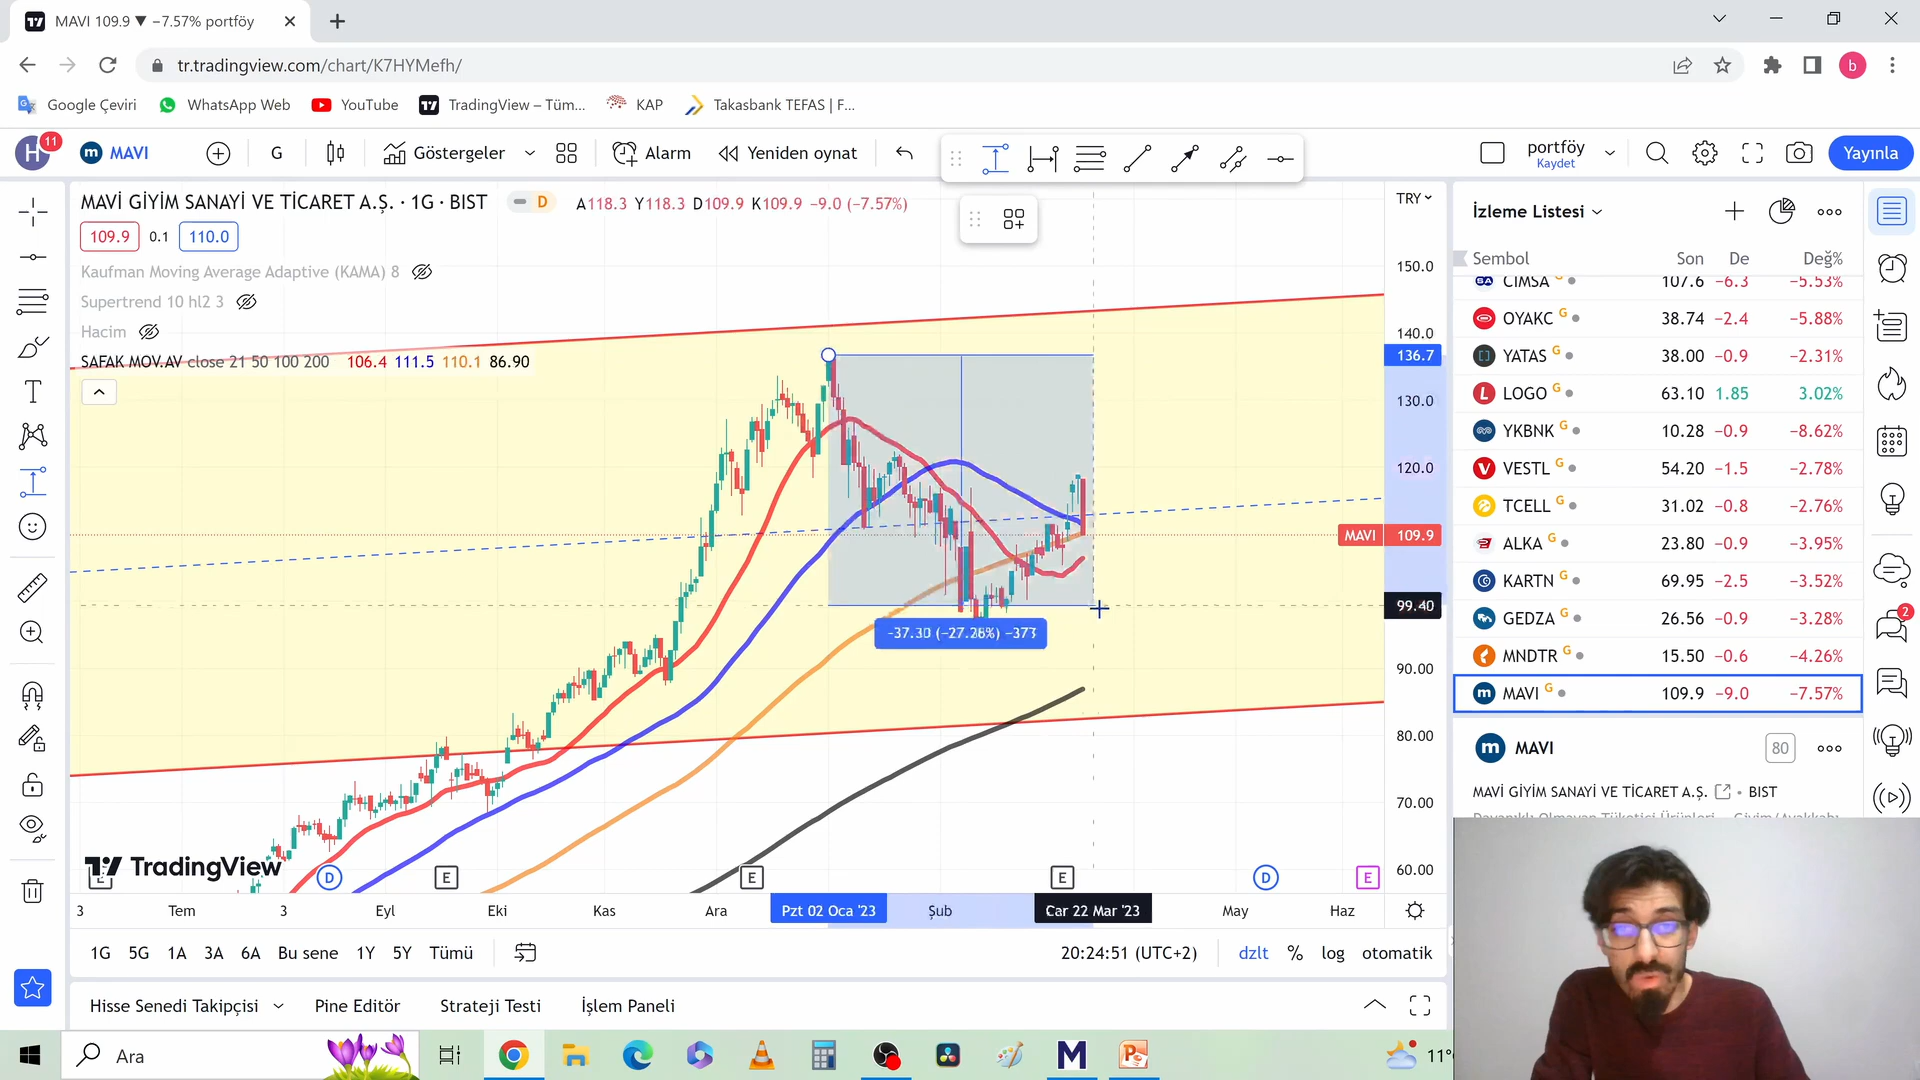 MAVI 109.9 ▼ −7.57% portföy
tr.tradingview.com/chart/K7HYMefh/
b
Google Çeviri
WhatsApp Web
YouTube
TradingView – Tüm...
KAP
Takasbank TEFAS | F...
H 11
MAVI
G
Göstergeler
Alarm
Yeniden oynat
portföy
Kaydet
Yayınla
MAVİ GİYİM SANAYİ VE TİCARET A.Ş. · 1G · BIST
D
A118.3 Y118.3 D109.9 K109.9 −9.0 (−7.57%)
109.9 0.1 110.0
Kaufman Moving Average Adaptive (KAMA) 8
Supertrend 10 hl2 3
Hacim
SAFAK MOV.AV close 21 50 100 200 106.4 111.5 110.1 86.90
TRY
150.0
140.0
136.7
130.0
120.0
MAVI 109.9
99.40
90.00
80.00
70.00
60.00
−37.30 (−27.28%) −373
TradingView
E D E E E D E
3 Tem 3 Eyl Eki Kas Ara Pzt 02 Oca '23 Şub Çar 22 Mar '23 May Haz
1G 5G 1A 3A 6A Bu sene 1Y 5Y Tümü
20:24:51 (UTC+2)
dzlt % log otomatik
Hisse Senedi Takipçisi
Pine Editör
Strateji Testi
İşlem Paneli
İzleme Listesi
Sembol Son De Değ%
CIMSA G 107.6 −6.3 −5.53%
OYAKC G 38.74 −2.4 −5.88%
YATAS G 38.00 −0.9 −2.31%
LOGO G 63.10 1.85 3.02%
YKBNK G 10.28 −0.9 −8.62%
VESTL G 54.20 −1.5 −2.78%
TCELL G 31.02 −0.8 −2.76%
ALKA G 23.80 −0.9 −3.95%
KARTN G 69.95 −2.5 −3.52%
GEDZA G 26.56 −0.9 −3.28%
MNDTR G 15.50 −0.6 −4.26%
MAVI G 109.9 −9.0 −7.57%
m MAVI 80
MAVİ GİYİM SANAYİ VE TİCARET A.Ş. • BIST
2
Ara
11°